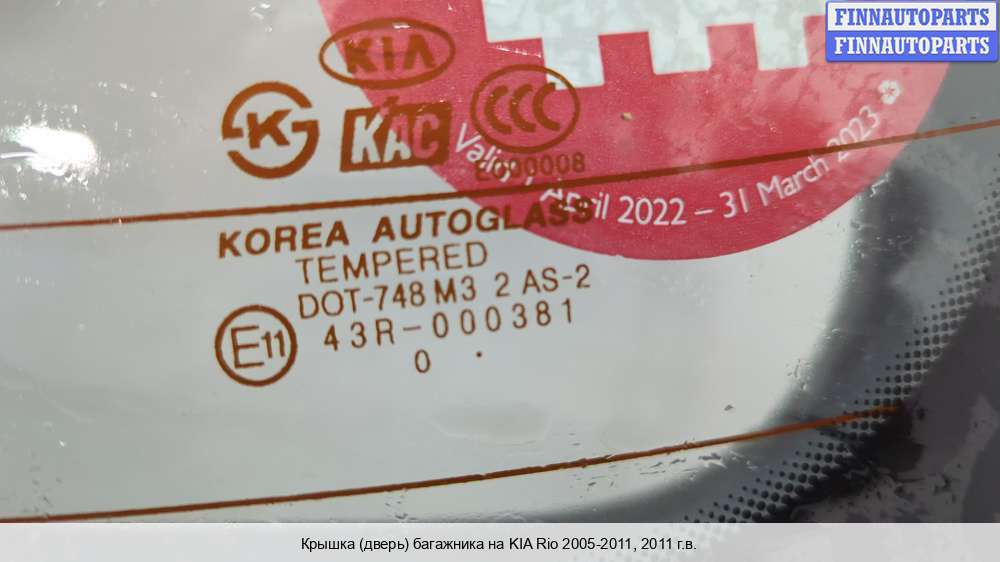 FINNAUTOPARTS
FINNAUTOPARTS
KIA
K
KAC
CCC
E000008
Valid 1 April 2022 – 31 March 2023
KOREA AUTOGLASS
TEMPERED
DOT-748 M3 2 AS-2
E11
43R-000381
0 .
Крышка (дверь) багажника на KIA Rio 2005-2011, 2011 г.в.